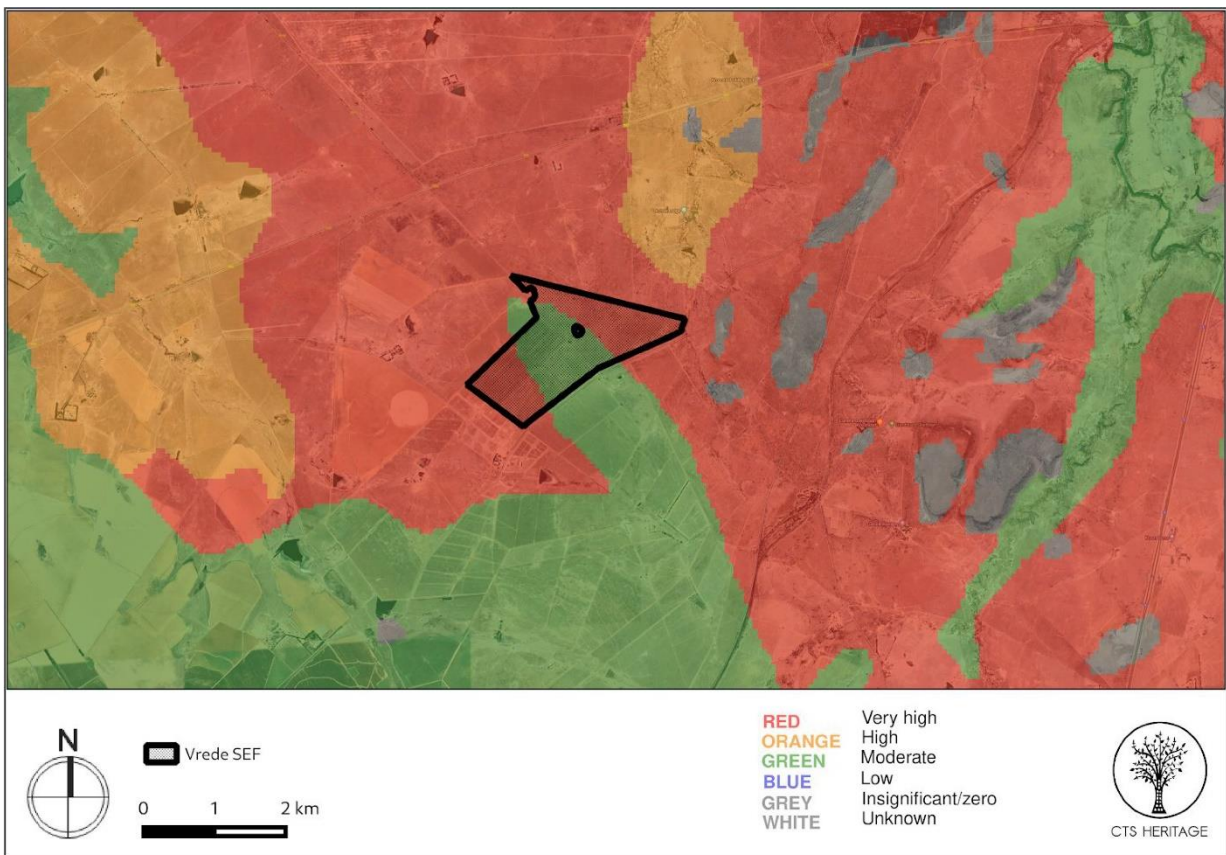 N
Vrede SEF
0 1 2 km
RED Very high
ORANGE High
GREEN Moderate
BLUE Low
GREY Insignificant/zero
WHITE Unknown
CTS HERITAGE